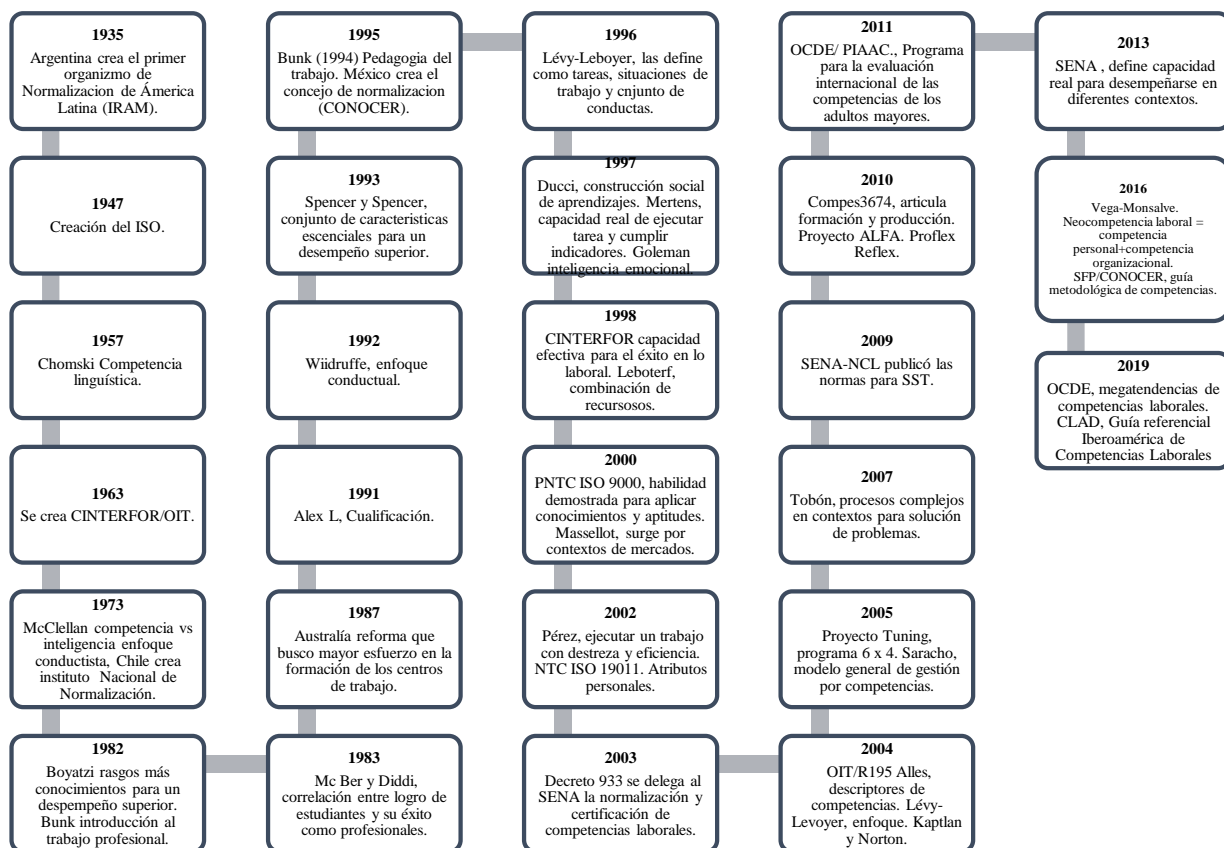 1935
Argentina crea el primer
organizmo de
Normalizacion de Ámerica
Latina (IRAM).
1947
Creación del ISO.
1957
Chomski Competencia
linguística.
1963
Se crea CINTERFOR/OIT.
1973
McClellan competencia vs
inteligencia enfoque
conductista, Chile crea
instituto Nacional de
Normalización.
1982
Boyatzi rasgos más
conocimientos para un
despempeño superior.
Bunk introducción al
trabajo profesional.
1983
Mc Ber y Diddi,
correlación entre logro de
estudiantes y su éxito
como profesionales.
1987
Australía reforma que
busco mayor esfuerzo en la
formación de los centros
de trabajo.
1991
Alex L, Cualificación.
1992
Wiidruffe, enfoque
conductual.
1993
Spencer y Spencer,
conjunto de caracteristicas
escenciales para un
desempeño superior.
1995
Bunk (1994) Pedagogia del
trabajo. México crea el
concejo de normalizacion
(CONOCER).
1996
Lévy-Leboyer, las define
como tareas, situaciones de
trabajo y cnjunto de
conductas.
1997
Ducci, construcción social
de aprendizajes. Mertens,
capacidad real de ejecutar
tarea y cumplir
indicadores. Goleman
inteligencia emocional.
1998
CINTERFOR capacidad
efectiva para el éxito en lo
laboral. Leboterf,
combinación de
recursosos.
2000
PNTC ISO 9000, habilidad
demostrada para aplicar
conocimientos y aptitudes.
Massellot, surge por
contextos de mercados.
2002
Pérez, ejecutar un trabajo
con destreza y eficiencia.
NTC ISO 19011. Atributos
personales.
2003
Decreto 933 se delega al
SENA la normalización y
certificación de
competencias laborales.
2004
OIT/R195 Alles,
descriptores de
competencias. Lévy-
Levoyer, enfoque. Kaptlan
y Norton.
2005
Proyecto Tuning,
programa 6 x 4. Saracho,
modelo general de gestión
por competencias.
2007
Tobón, procesos complejos
en contextos para solución
de problemas.
2009
SENA-NCL publicó las
normas para SST.
2010
Compes3674, articula
formación y producción.
Proyecto ALFA. Proflex
Reflex.
2011
OCDE/ PIAAC., Programa
para la evaluación
internacional de las
competencias de los
adultos mayores.
2013
SENA , define capacidad
real para desempeñarse en
diferentes contextos.
2016
Vega-Monsalve.
Neocompetencia laboral =
competencia
personal+competencia
organizacional.
SFP/CONOCER, guía
metodológica de competencias.
2019
OCDE, megatendencias de
competencias laborales.
CLAD, Guía referencial
Iberoamérica de
Competencias Laborales